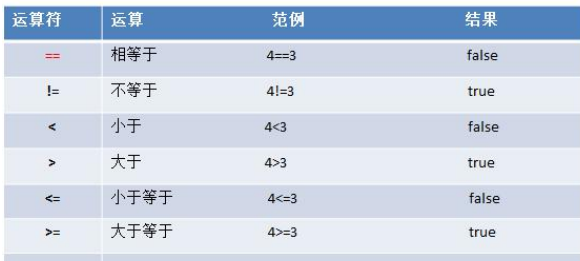 运算符 运算 范例 结果
== 相等于 4==3 false
!= 不等于 4!=3 true
< 小于 4<3 false
> 大于 4>3 true
<= 小于等于 4<=3 false
>= 大于等于 4>=3 true